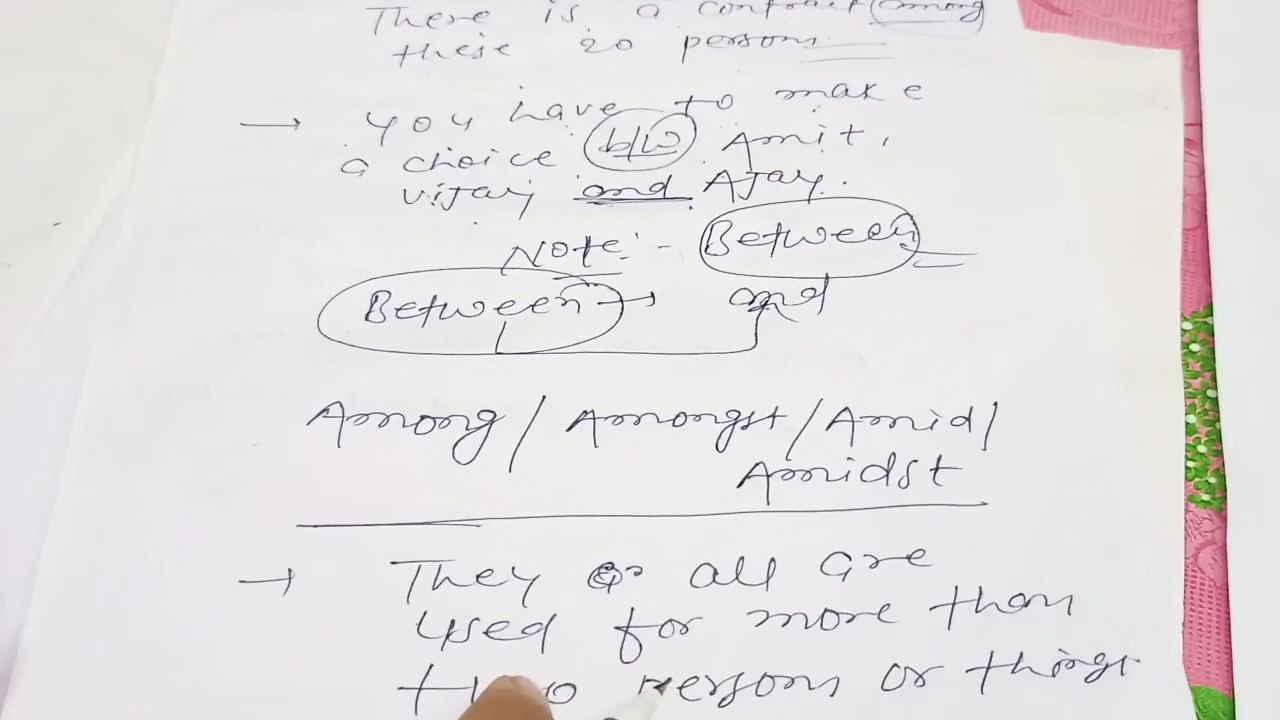 There is a contract among
these 20 persons
→ You have to make
a choice b/w Amit,
Vijay and Ajay.
Note:- Between
Between → and
Among / Amongst / Amid /
Amidst
→ They all are
used for more than
two persons or things.